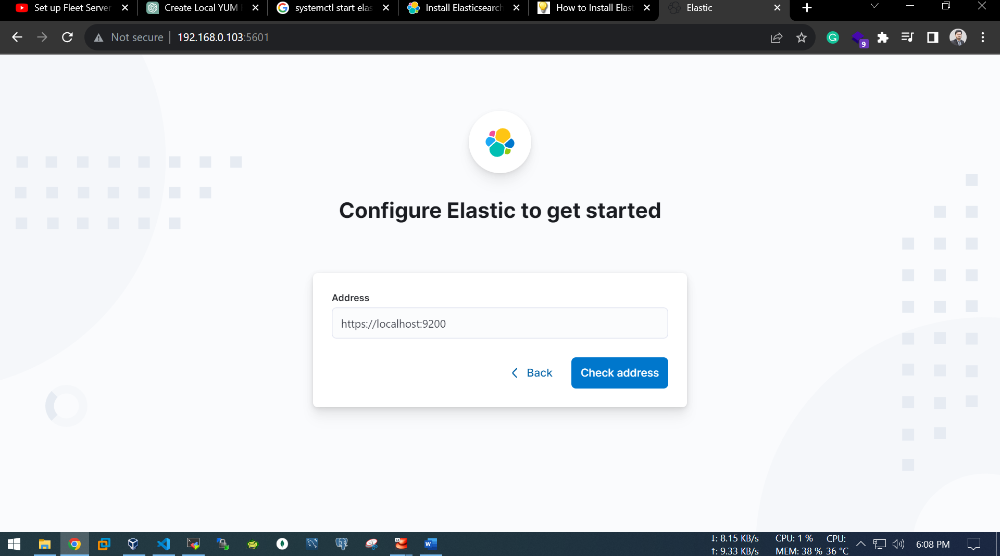 Set up Fleet Server
Create Local YUM
systemctl start elas
Install Elasticsearch
How to Install Elast
Elastic
Not secure
192.168.0.103:5601
9
Configure Elastic to get started
Address
https://localhost:9200
Back
Check address
↓: 8.15 KB/s CPU: 1 % CPU:
↑: 9.33 KB/s MEM: 38 % 36 °C
6:08 PM